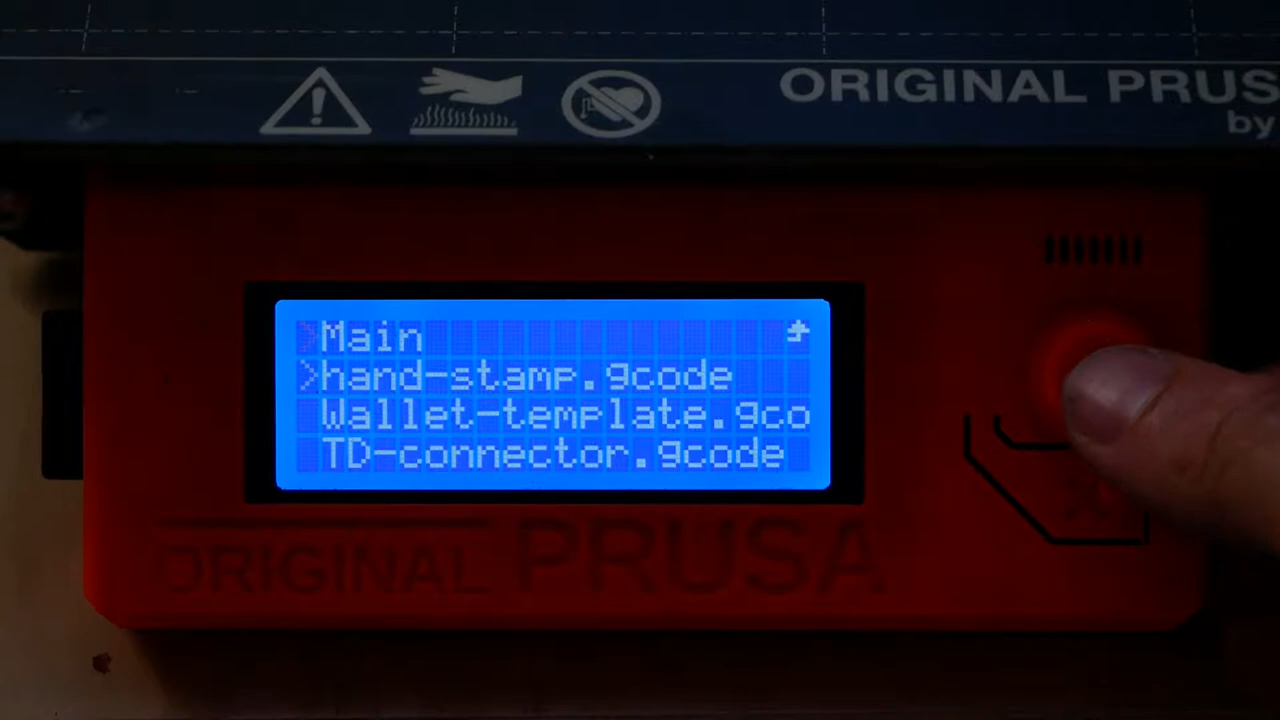 ORIGINAL PRUS
by
Main
>hand-stamp.gcode
Wallet-template.gco
TD-connector.gcode
ORIGINAL PRUSA